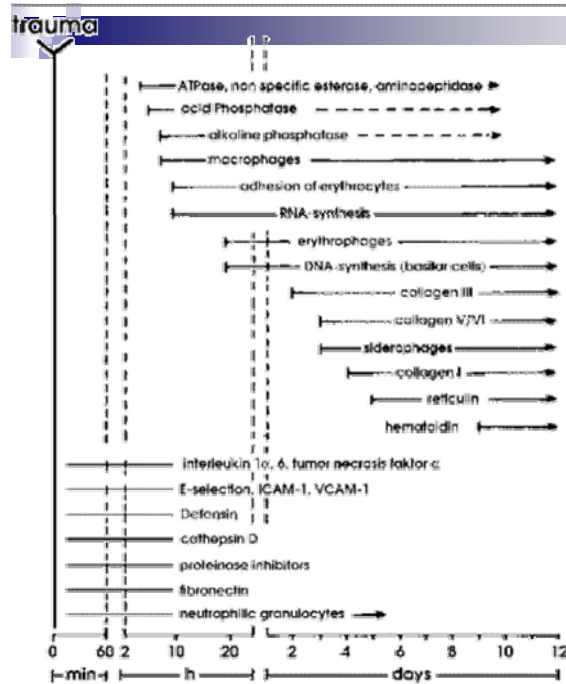 trauma
ATPase, non specific esterase, aminopeptidase
acid Phosphatase
alkaline phosphatase
macrophages
adhesion of erythrocytes
RNA-synthesis
erythrophages
DNA-synthesis (basilar cells)
collagen III
collagen V/VI
siderophages
collagen I
reticulin
hematoidin
interleukin 1α, 6, tumor necrosis faktor α
E-selection, ICAM-1, VCAM-1
Defensin
cathepsin D
proteinase inhibitors
fibronectin
neutrophilic granulocytes
0 60 2 10 20 2 4 6 8 10 12
min h days